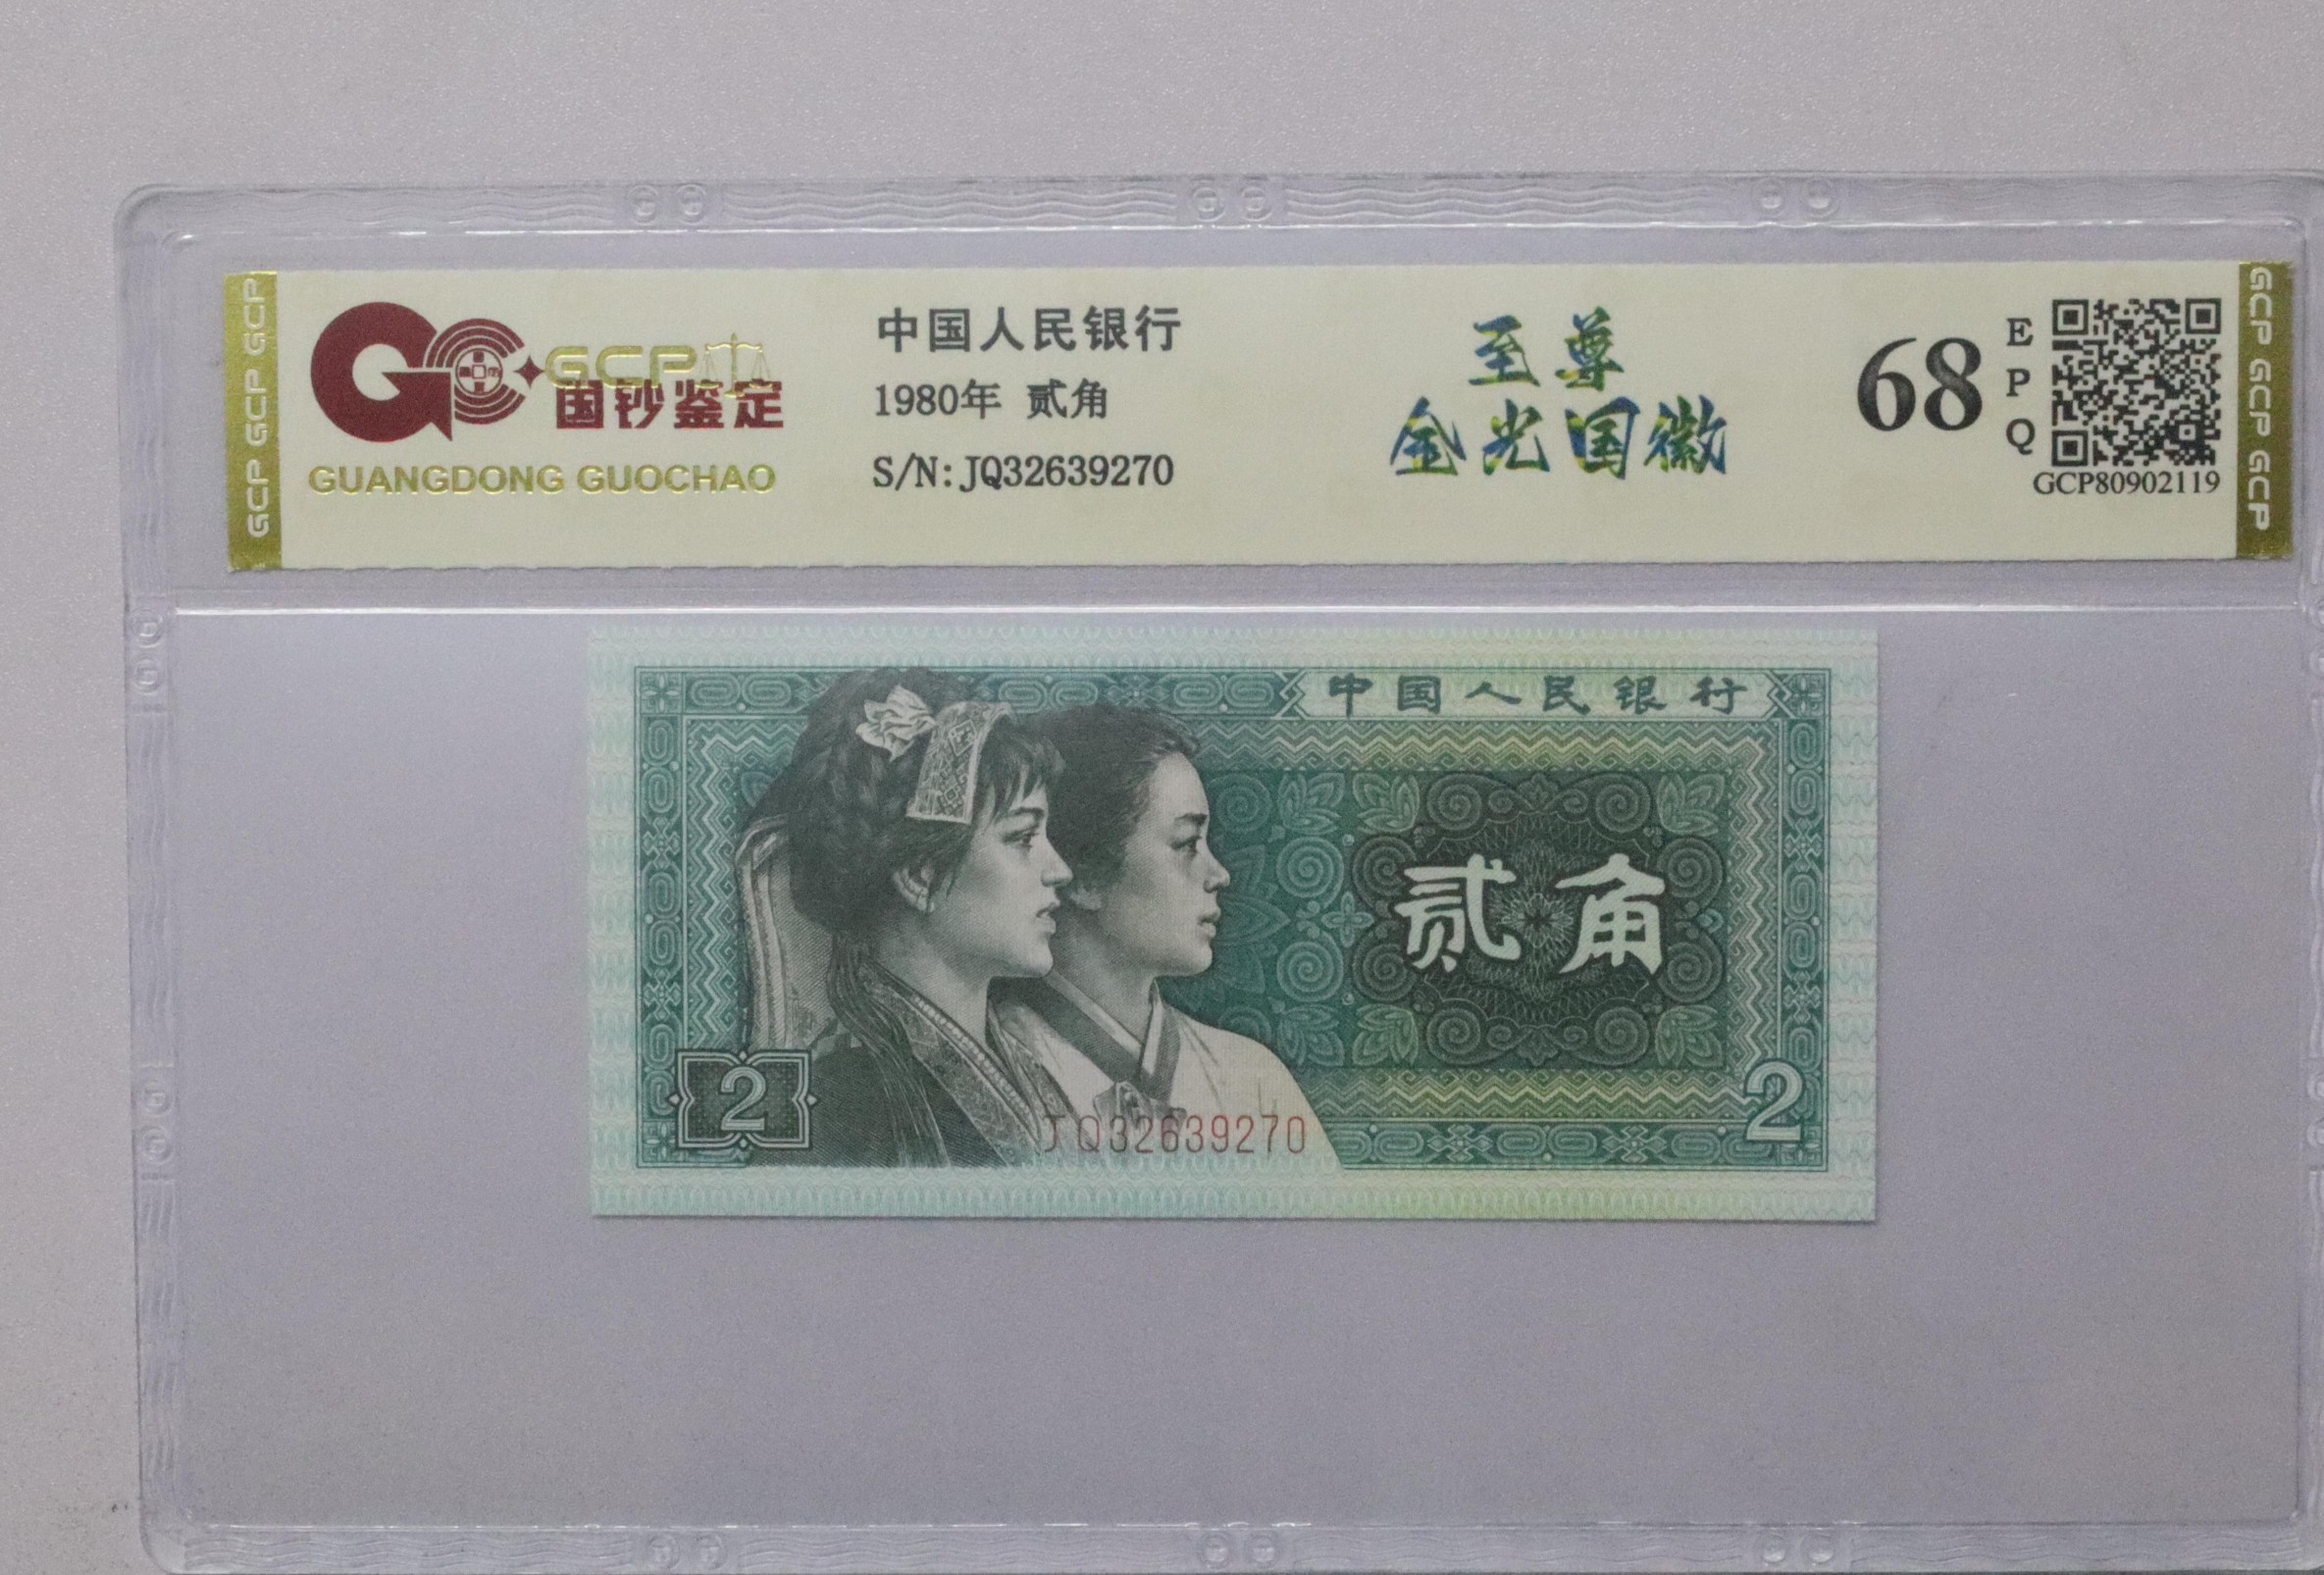 GCP GCP GCP
GCP
国钞鉴定
GUANGDONG GUOCHAO
中国人民银行
1980年 贰角
S/N: JQ32639270
至尊
金光国徽
68
E
P
Q
GCP80902119
GCP GCP GCP
中国人民银行
贰角
2
2
JQ32639270